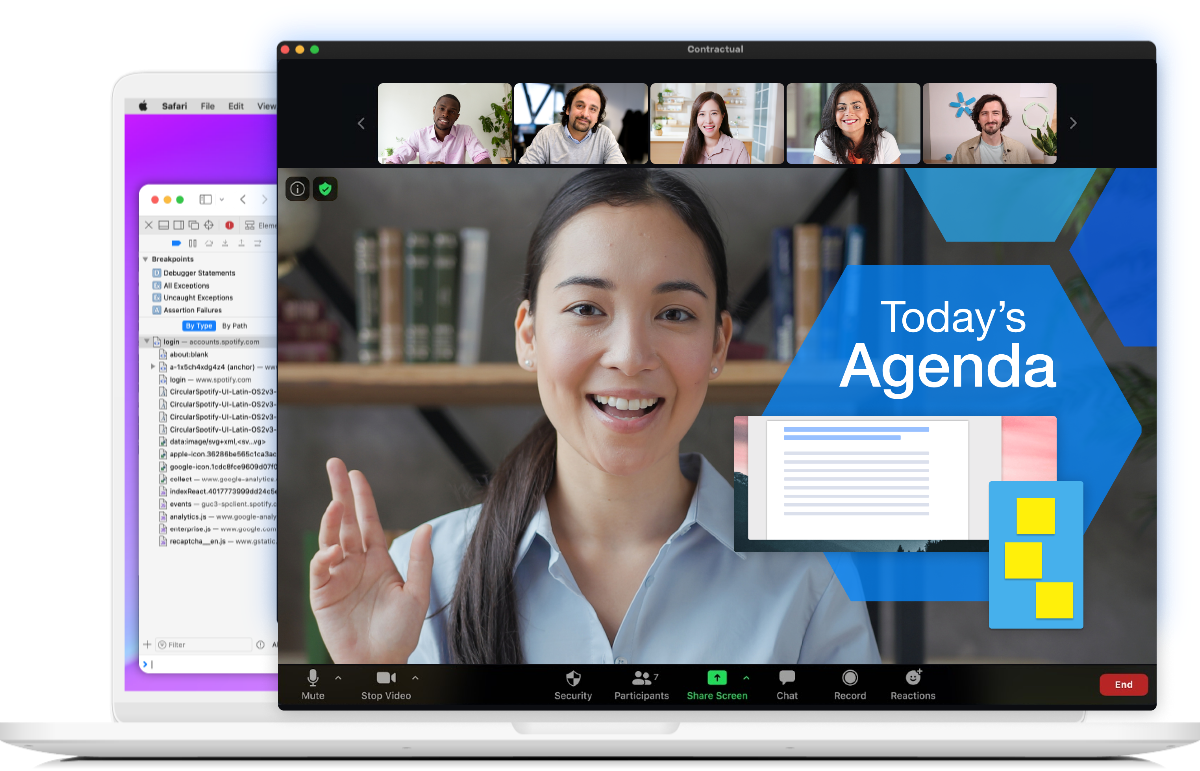 Contractual
Safari File Edit View
Eleme
Breakpoints
Debugger Statements
All Exceptions
Uncaught Exceptions
Assertion Failures
By Type By Path
login — accounts.spotify.com
about:blank
a-1x5ch4xdg4z4 (anchor) — ww
login — www.spotify.com
CircularSpotify-UI-Latin-OS2v3-
CircularSpotify-UI-Latin-OS2v3-
CircularSpotify-UI-Latin-OS2v3-
CircularSpotify-UI-Latin-OS2v3-
data:image/svg+xml,<sv...vg>
apple-icon.36286be565c1ca3ac
google-icon.1cdc8fce9609d07f0
collect — www.google-analytics.
indexReact.4017773999dd24c5e
events — guc3-spclient.spotify.
analytics.js — www.google-analy
enterprise.js — www.google.com
recaptcha__en.js — www.gstatic.
Filter
Al
Today's
Agenda
Mute
Stop Video
Security
7
Participants
Share Screen
Chat
Record
Reactions
End